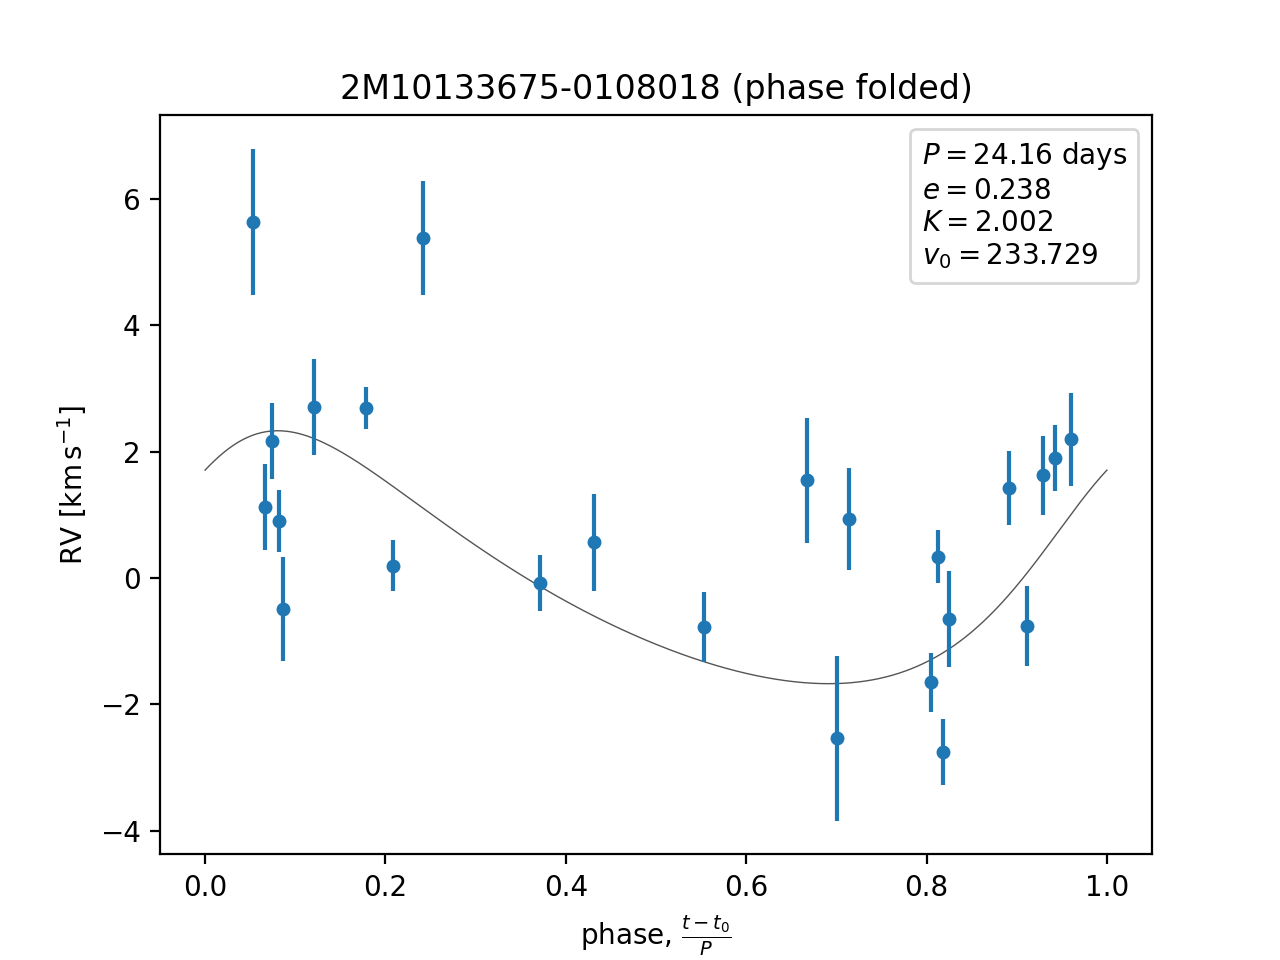 2M10133675-0108018 (phase folded)
P = 24.16 days
e = 0.238
K = 2.002
v₀ = 233.729
RV [km s⁻¹]
6
4
2
0
−2
−4
0.0 0.2 0.4 0.6 0.8 1.0
phase, (t − t₀)/P